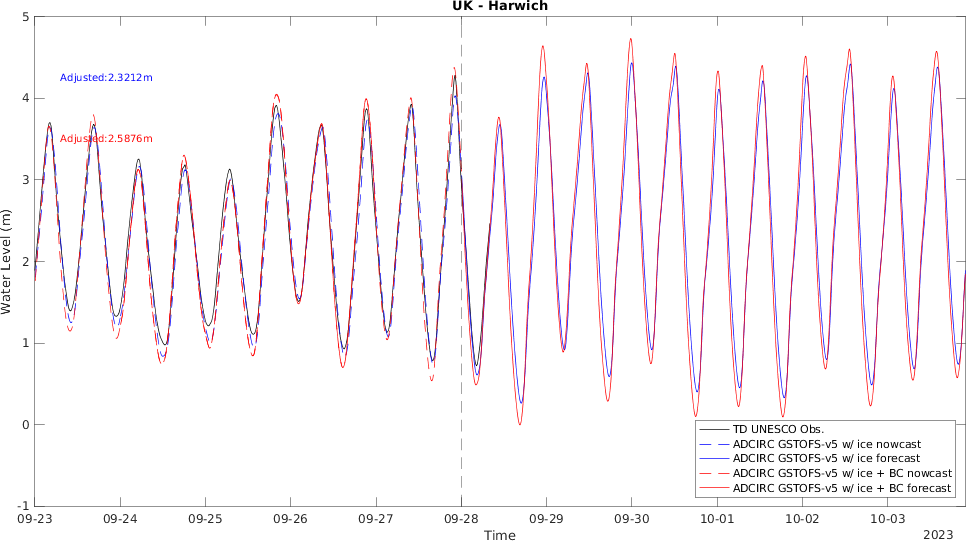 UK - Harwich
5
Adjusted:2.3212m
4
Adjusted:2.5876m
3
2
1
0
-1
Water Level (m)
TD UNESCO Obs.
ADCIRC GSTOFS-v5 w/ ice nowcast
ADCIRC GSTOFS-v5 w/ ice forecast
ADCIRC GSTOFS-v5 w/ ice + BC nowcast
ADCIRC GSTOFS-v5 w/ ice + BC forecast
09-23 09-24 09-25 09-26 09-27 09-28 09-29 09-30 10-01 10-02 10-03
Time
2023